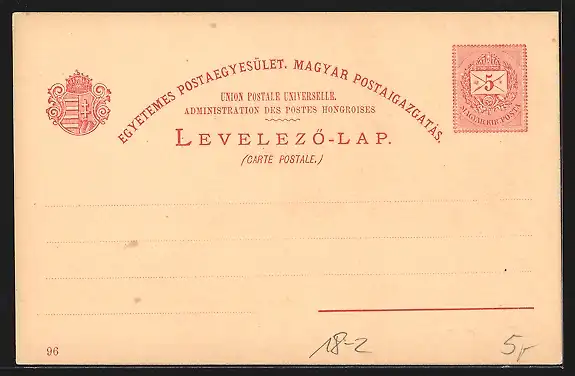 EGYETEMES POSTAEGYESÜLET. MAGYAR POSTAIGAZGATÁS.
5
MAGYAR KIR. POSTA
UNION POSTALE UNIVERSELLE.
ADMINISTRATION DES POSTES HONGROISES
LEVELEZŐ-LAP.
(CARTE POSTALE.)
96
18-2